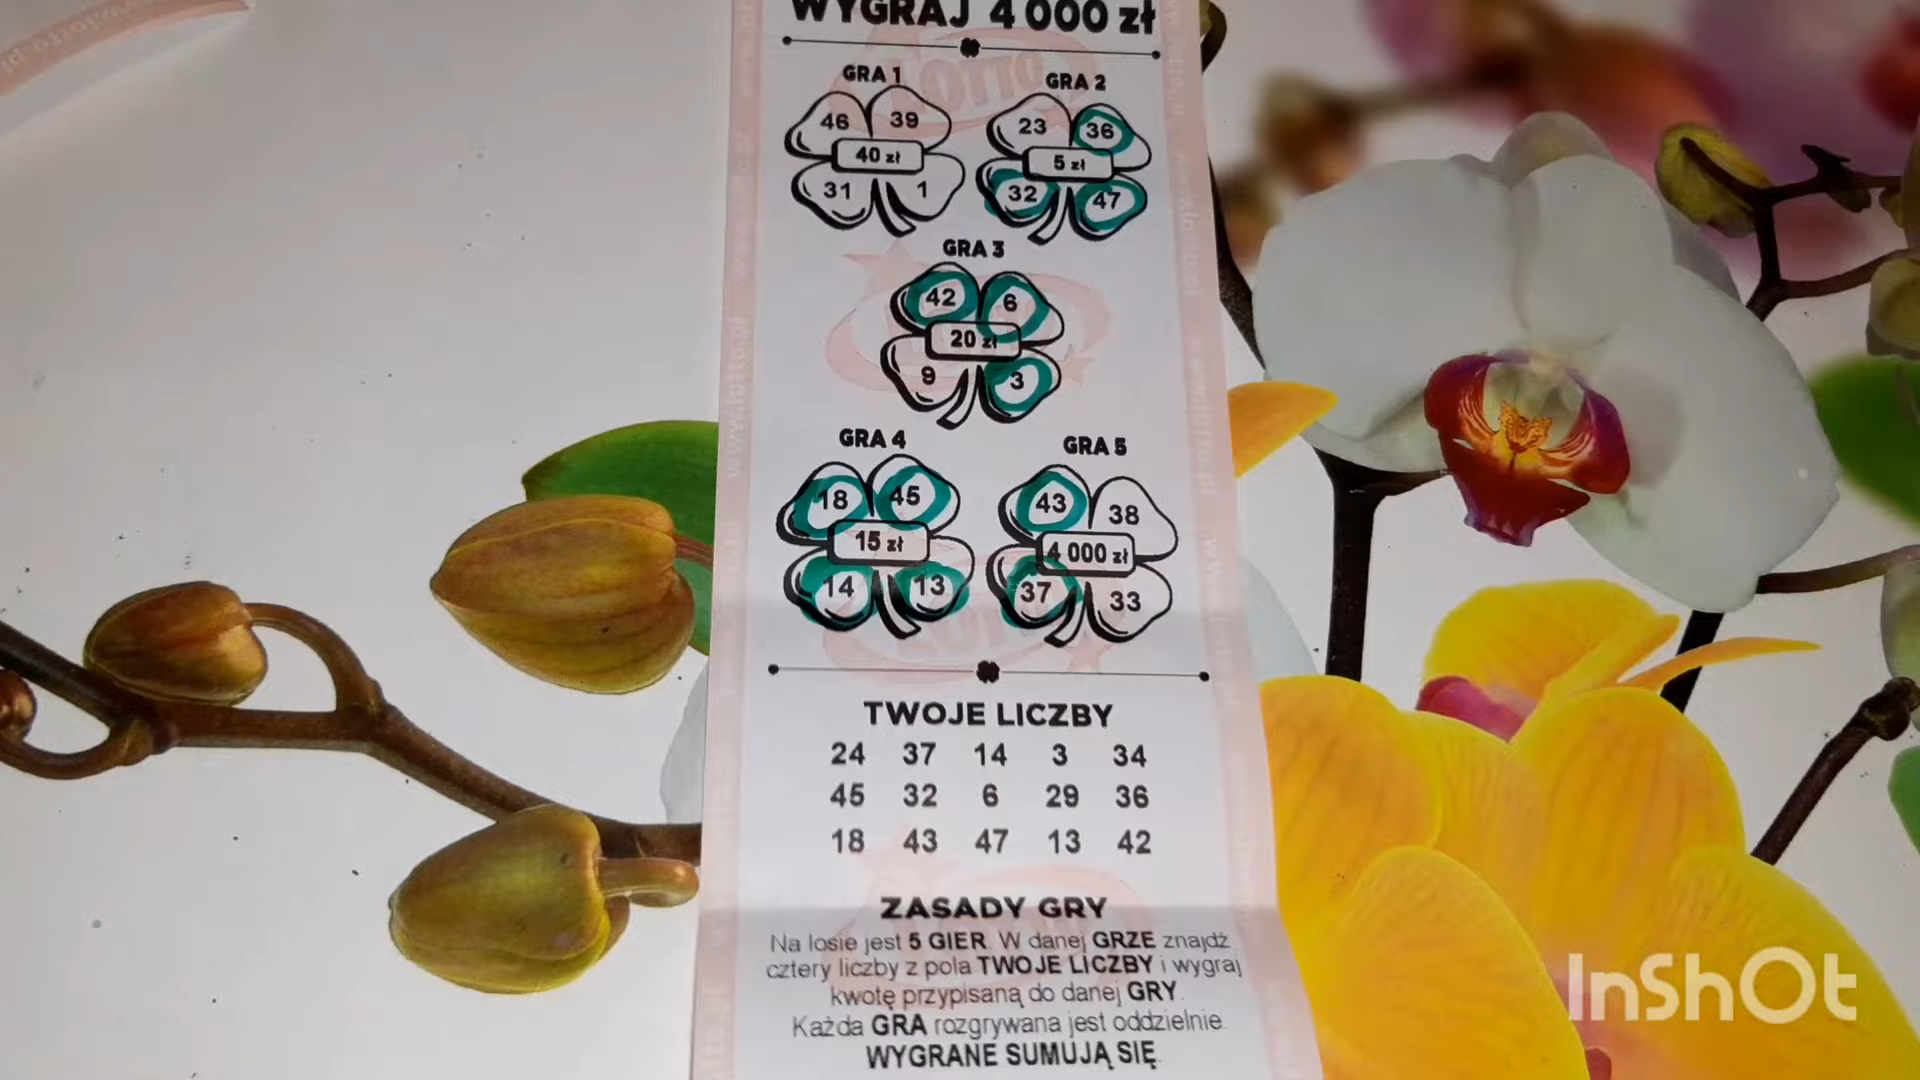 WYGRAJ 4 000 zł
GRA 1
46 39
40 zł
31 1
GRA 2
23 36
5 zł
32 47
GRA 3
42 6
20 zł
9 3
GRA 4
18 45
15 zł
14 13
GRA 5
43 38
4 000 zł
37 33
TWOJE LICZBY
24 37 14 3 34
45 32 6 29 36
18 43 47 13 42
ZASADY GRY
Na losie jest 5 GIER. W danej GRZE znajdź
cztery liczby z pola TWOJE LICZBY i wygraj
kwotę przypisaną do danej GRY.
Każda GRA rozgrywana jest oddzielnie.
WYGRANE SUMUJĄ SIĘ
InShOt